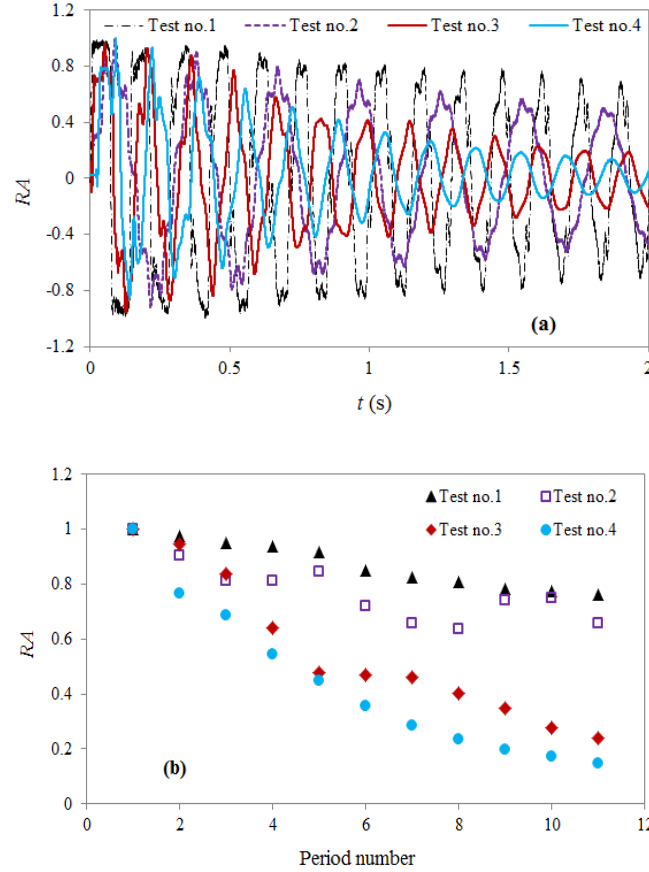 Test no.1 Test no.2 Test no.3 Test no.4
1.2
0.8
0.4
0
-0.4
-0.8
-1.2
RA
(a)
0 0.5 1 1.5 2
t (s)
1.2
1
0.8
0.6
0.4
0.2
0
RA
Test no.1 Test no.2
Test no.3 Test no.4
(b)
0 2 4 6 8 10 12
Period number